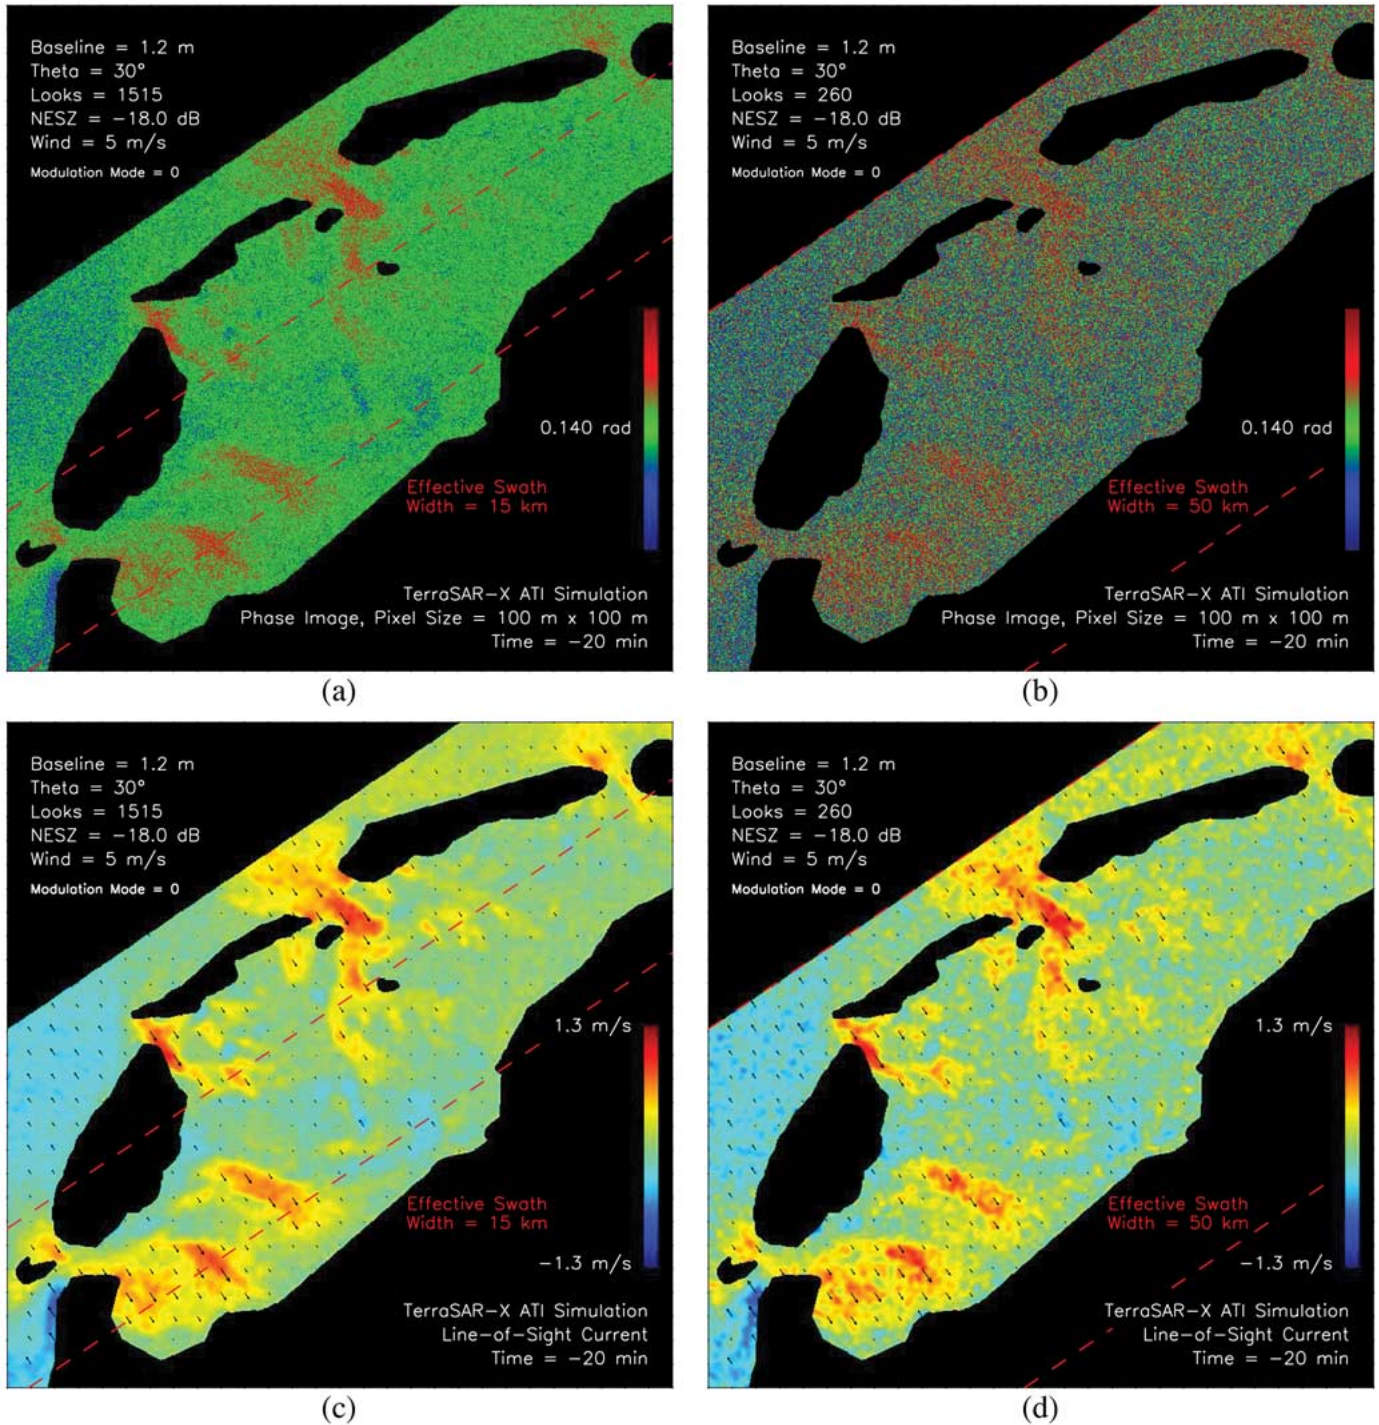 Baseline = 1.2 m
Theta = 30°
Looks = 1515
NESZ = −18.0 dB
Wind = 5 m/s
Modulation Mode = 0
0.140 rad
Effective Swath
Width = 15 km
TerraSAR−X ATI Simulation
Phase Image, Pixel Size = 100 m x 100 m
Time = −20 min
(a)
Baseline = 1.2 m
Theta = 30°
Looks = 260
NESZ = −18.0 dB
Wind = 5 m/s
Modulation Mode = 0
0.140 rad
Effective Swath
Width = 50 km
TerraSAR−X ATI Simulation
Phase Image, Pixel Size = 100 m x 100 m
Time = −20 min
(b)
Baseline = 1.2 m
Theta = 30°
Looks = 1515
NESZ = −18.0 dB
Wind = 5 m/s
Modulation Mode = 0
1.3 m/s
Effective Swath
Width = 15 km
−1.3 m/s
TerraSAR−X ATI Simulation
Line−of−Sight Current
Time = −20 min
(c)
Baseline = 1.2 m
Theta = 30°
Looks = 260
NESZ = −18.0 dB
Wind = 5 m/s
Modulation Mode = 0
1.3 m/s
Effective Swath
Width = 50 km
−1.3 m/s
TerraSAR−X ATI Simulation
Line−of−Sight Current
Time = −20 min
(d)